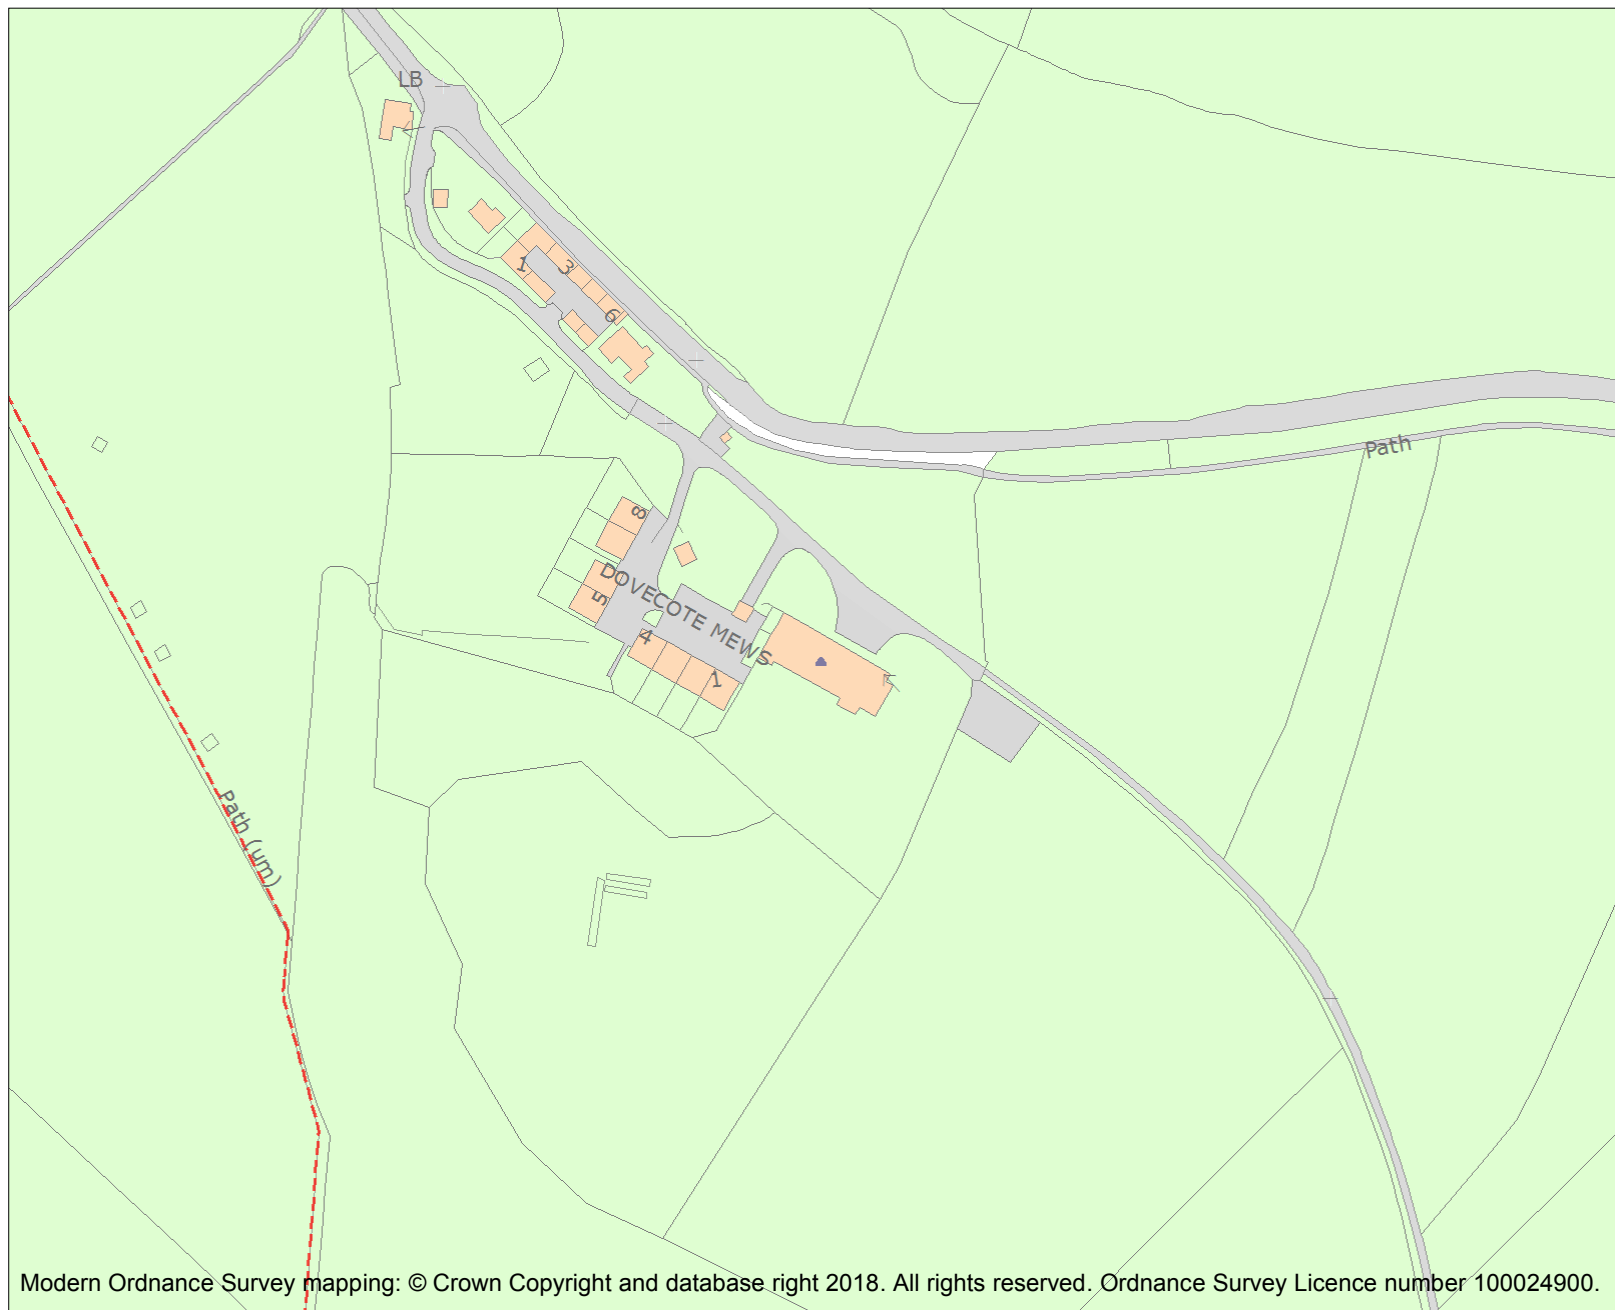 LB
1
3
6
Path
8
5
DOVECOTE MEWS
4
1
Path (um)
Modern Ordnance Survey mapping: © Crown Copyright and database right 2018. All rights reserved. Ordnance Survey Licence number 100024900.